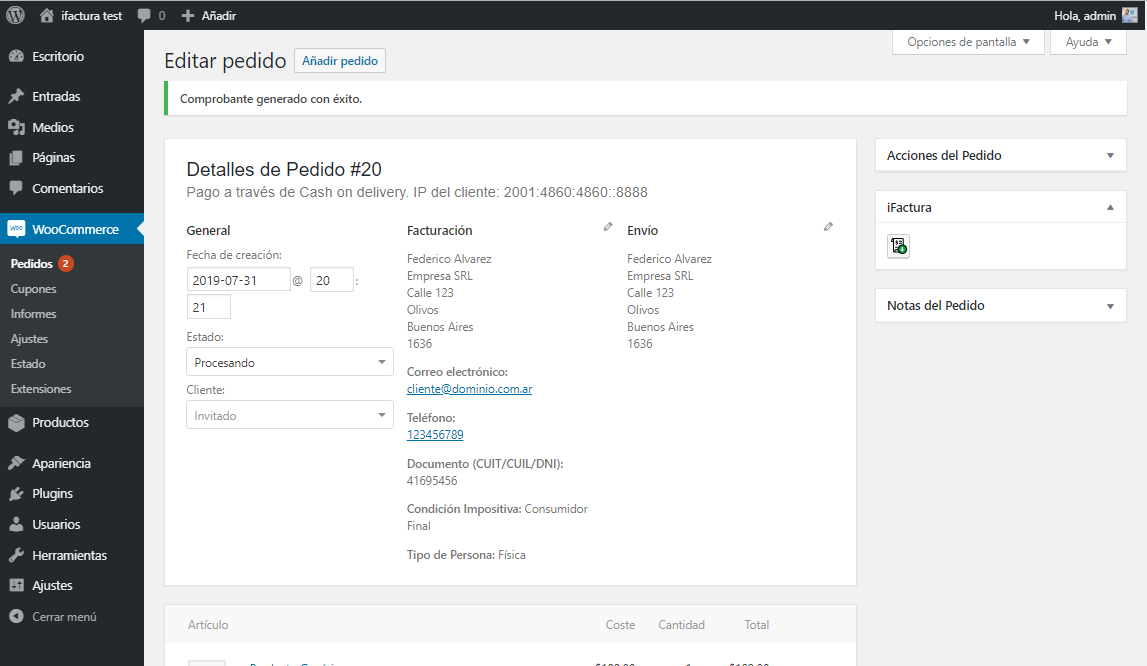 ifactura test
0
Añadir
Hola, admin
Opciones de pantalla
Ayuda
Escritorio
Entradas
Medios
Páginas
Comentarios
WooCommerce
Pedidos 2
Cupones
Informes
Ajustes
Estado
Extensiones
Productos
Apariencia
Plugins
Usuarios
Herramientas
Ajustes
Cerrar menú
Editar pedido
Añadir pedido
Comprobante generado con éxito.
Detalles de Pedido #20
Pago a través de Cash on delivery. IP del cliente: 2001:4860:4860::8888
General
Fecha de creación:
2019-07-31 @ 20 :
21
Estado:
Procesando
Cliente:
Invitado
Facturación
Federico Alvarez
Empresa SRL
Calle 123
Olivos
Buenos Aires
1636
Correo electrónico:
cliente@dominio.com.ar
Teléfono:
123456789
Documento (CUIT/CUIL/DNI):
41695456
Condición Impositiva: Consumidor
Final
Tipo de Persona: Física
Envío
Federico Alvarez
Empresa SRL
Calle 123
Olivos
Buenos Aires
1636
Artículo
Coste
Cantidad
Total
Acciones del Pedido
iFactura
Notas del Pedido